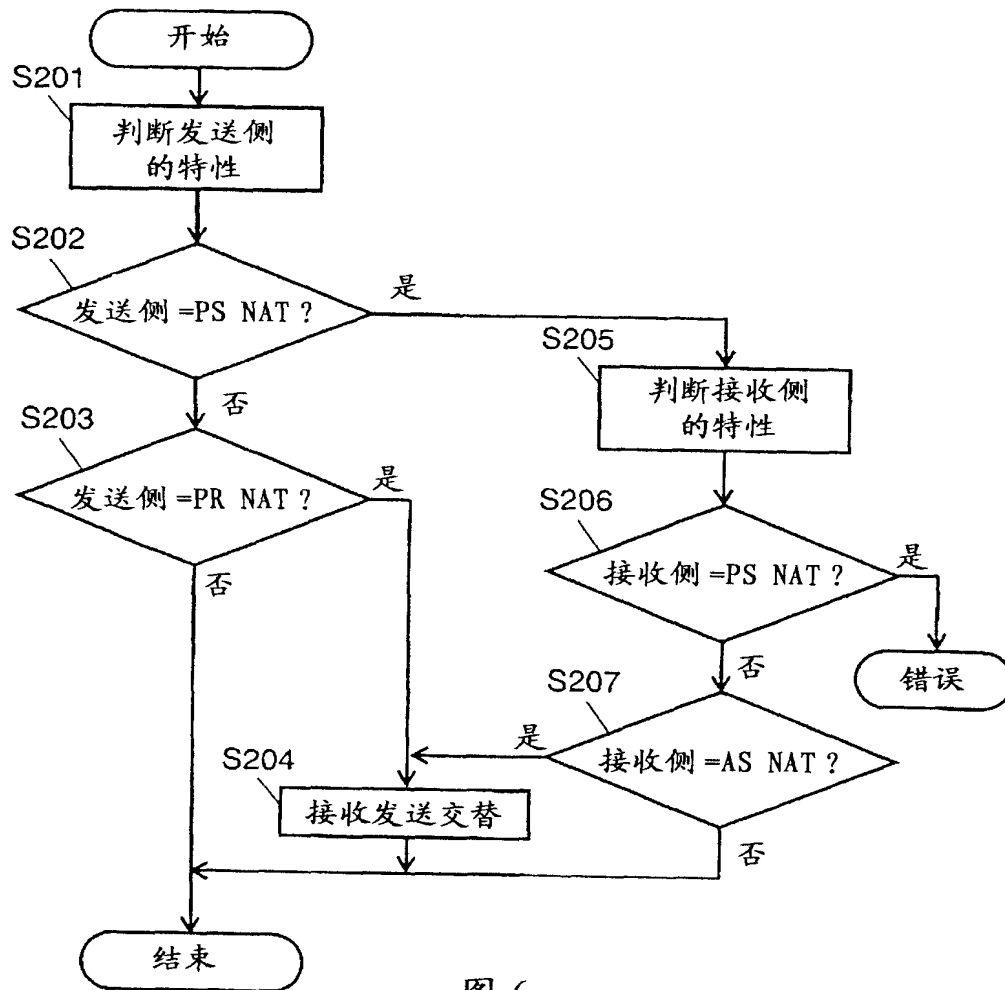 开始
S201
判断发送侧
的特性
S202
发送侧=PS NAT？
是
否
S205
判断接收侧
的特性
S203
发送侧=PR NAT？
是
否
S206
接收侧=PS NAT？
是
否
错误
S207
接收侧=AS NAT？
是
否
S204
接收发送交替
结束